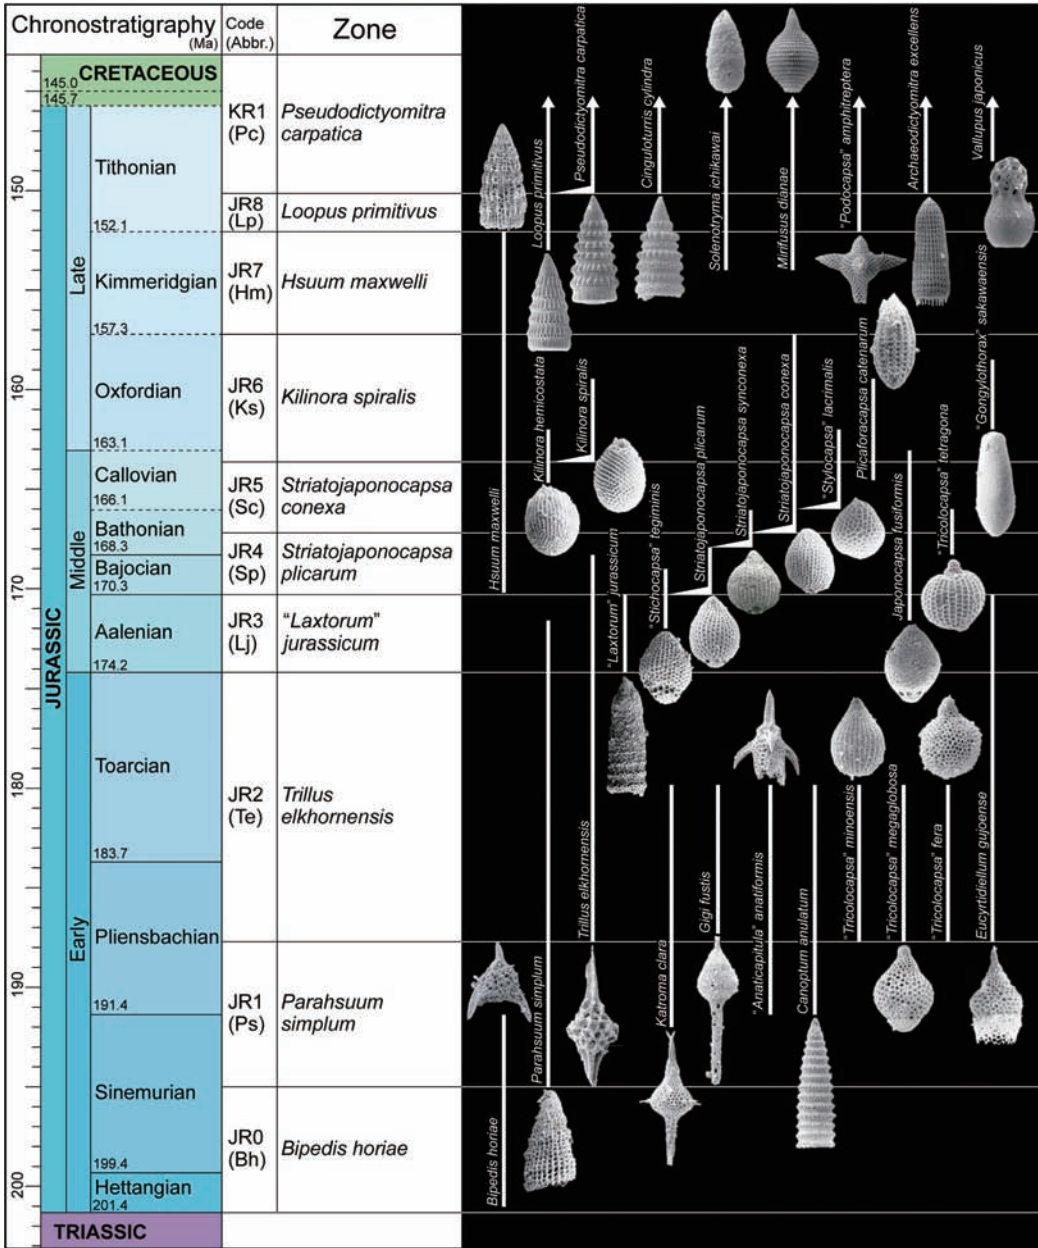 Chronostratigraphy
(Ma)
Code
(Abbr.)
Zone
CRETACEOUS
145.0
145.7
JURASSIC
Late
Middle
Early
Tithonian
152.1
Kimmeridgian
157.3
Oxfordian
163.1
Callovian
166.1
Bathonian
168.3
Bajocian
170.3
Aalenian
174.2
Toarcian
183.7
Pliensbachian
191.4
Sinemurian
199.4
Hettangian
201.4
TRIASSIC
150
160
170
180
190
200
KR1
(Pc)
Pseudodictyomitra
carpatica
JR8
(Lp)
Loopus primitivus
JR7
(Hm)
Hsuum maxwelli
JR6
(Ks)
Kilinora spiralis
JR5
(Sc)
Striatojaponocapsa
conexa
JR4
(Sp)
Striatojaponocapsa
plicarum
JR3
(Lj)
"Laxtorum"
jurassicum
JR2
(Te)
Trillus
elkhornensis
JR1
(Ps)
Parahsuum
simplum
JR0
(Bh)
Bipedis horiae
Loopus primitivus
Pseudodictyomitra carpatica
Cinguloturris cylindra
Solenotryma ichikawai
Mirifusus dianae
"Podocapsa" amphitreptera
Archaeodictyomitra excellens
Vallupus japonicus
Hsuum maxwelli
Kilinora hemicostata
Kilinora spiralis
"Laxtorum" jurassicum
"Stichocapsa" tegiminis
Striatojaponocapsa plicarum
Striatojaponocapsa synconexa
Striatojaponocapsa conexa
"Stylocapsa" lacrimalis
Plicaforacapsa catenarum
Japonocapsa fusiformis
"Tricolocapsa" tetragona
"Gongylothorax" sakawaensis
Bipedis horiae
Parahsuum simplum
Trillus elkhornensis
Katroma clara
Gigi fustis
"Anaticapitula" anatiformis
Canoptum anulatum
"Tricolocapsa" minoensis
"Tricolocapsa" megaglobosa
"Tricolocapsa" fera
Eucyrtidiellum gujoense